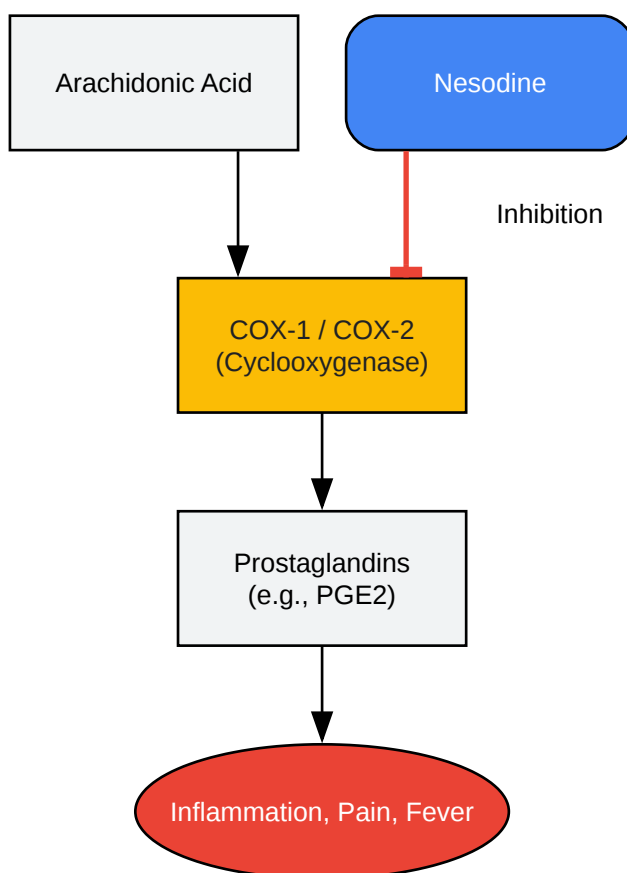 Arachidonic Acid
Nesodine
Inhibition
COX-1 / COX-2
(Cyclooxygenase)
Prostaglandins
(e.g., PGE2)
Inflammation, Pain, Fever